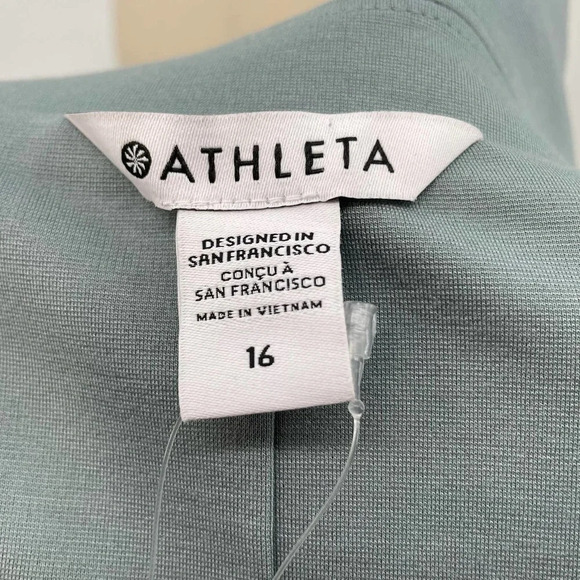 ATHLETA
DESIGNED IN
SAN FRANCISCO
CONÇU À
SAN FRANCISCO
MADE IN VIETNAM
16